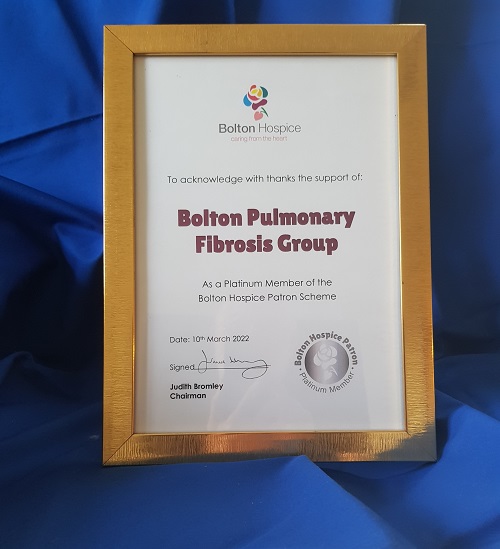 Bolton Hospice
caring from the heart
To acknowledge with thanks the support of:
Bolton Pulmonary
Fibrosis Group
As a Platinum Member of the
Bolton Hospice Patron Scheme
Date: 10th March 2022
Signed
Judith Bromley
Chairman
Bolton Hospice Patron
• Platinum Member •